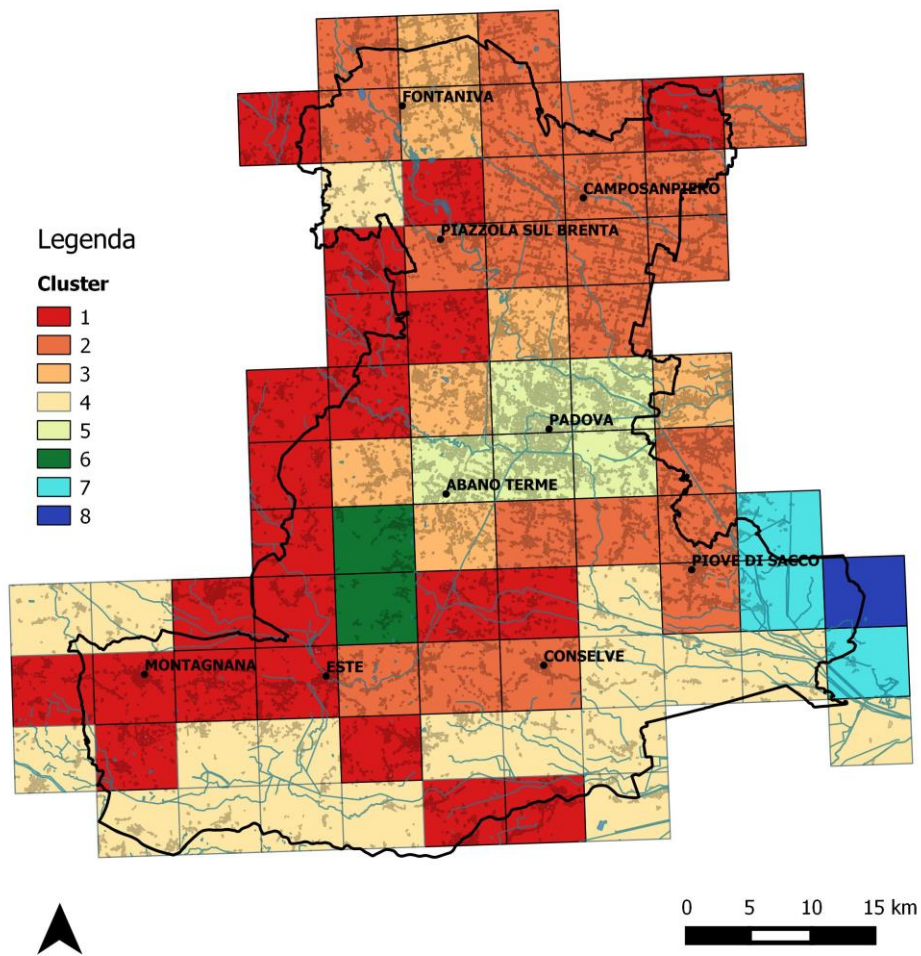 FONTANIVA
CAMPOSANPIERO
PIAZZOLA SUL BRENTA
Legenda
Cluster
1
2
3
4
5
6
7
8
PADOVA
ABANO TERME
PIOVE DI SACCO
MONTAGNANA
ESTE
CONSELVE
0 5 10 15 km